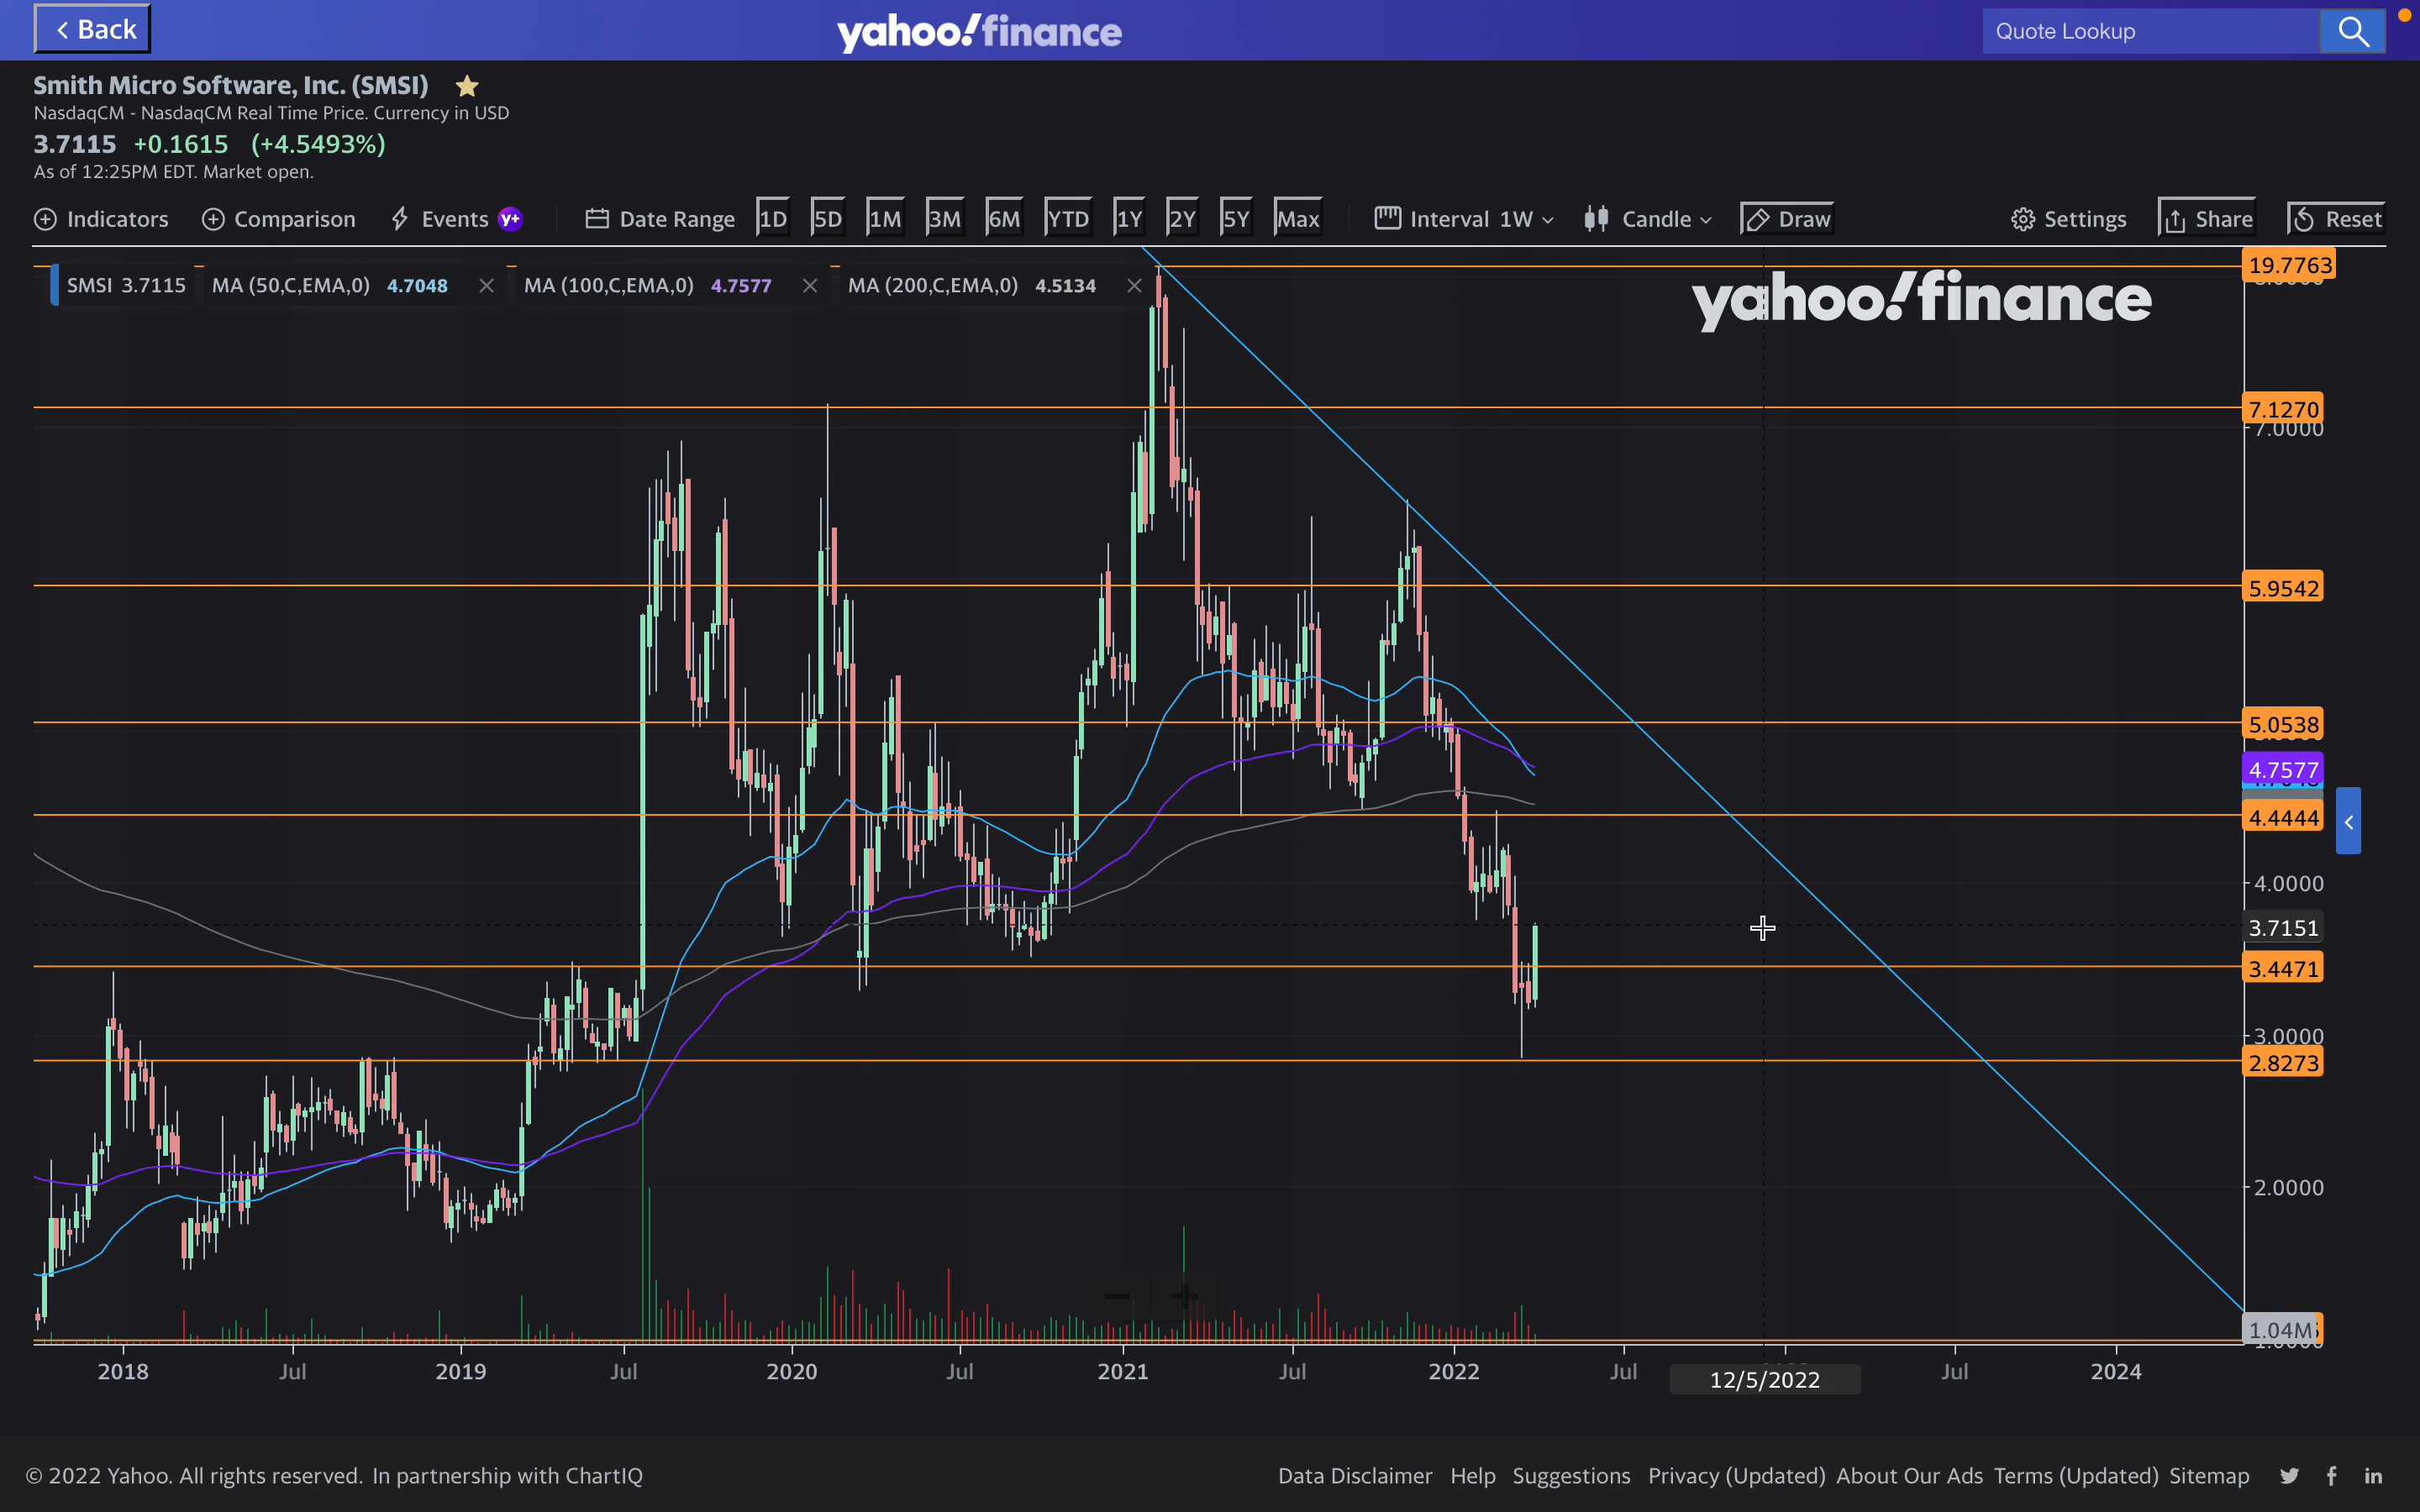 Back
yahoo!finance
Quote Lookup
Smith Micro Software, Inc. (SMSI)
NasdaqCM - NasdaqCM Real Time Price. Currency in USD
3.7115 +0.1615 (+4.5493%)
As of 12:25PM EDT. Market open.
Indicators Comparison Events y+ Date Range 1D 5D 1M 3M 6M YTD 1Y 2Y 5Y Max Interval 1W Candle Draw Settings Share Reset
SMSI 3.7115 MA (50,C,EMA,0) 4.7048 MA (100,C,EMA,0) 4.7577 MA (200,C,EMA,0) 4.5134
yahoo!finance
19.7763
7.1270
7.0000
5.9542
5.0538
4.7577
4.4444
4.0000
3.7151
3.4471
3.0000
2.8273
2.0000
1.04M
2018 Jul 2019 Jul 2020 Jul 2021 Jul 2022 Jul 12/5/2022 Jul 2024
© 2022 Yahoo. All rights reserved. In partnership with ChartIQ
Data Disclaimer Help Suggestions Privacy (Updated) About Our Ads Terms (Updated) Sitemap